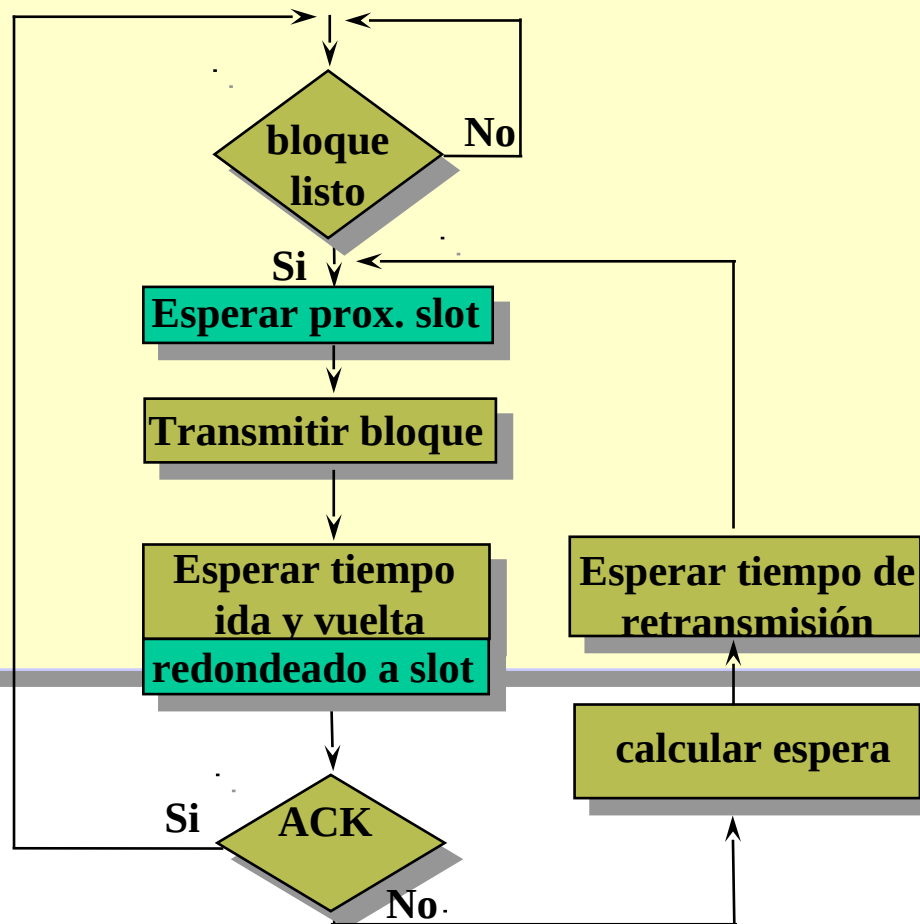 bloque
listo
No
Si
Esperar prox. slot
Transmitir bloque
Esperar tiempo
ida y vuelta
redondeado a slot
ACK
Si
No
calcular espera
Esperar tiempo de
retransmisión